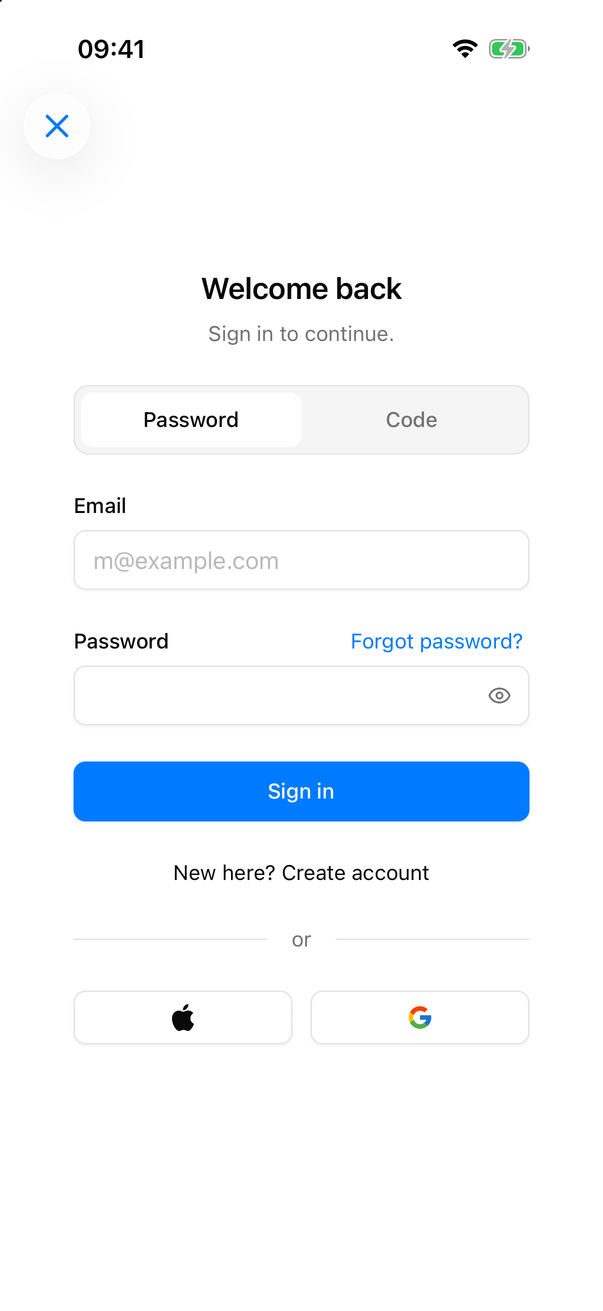 09:41
Welcome back
Sign in to continue.
Password Code
Email
m@example.com
Password Forgot password?
Sign in
New here? Create account
or